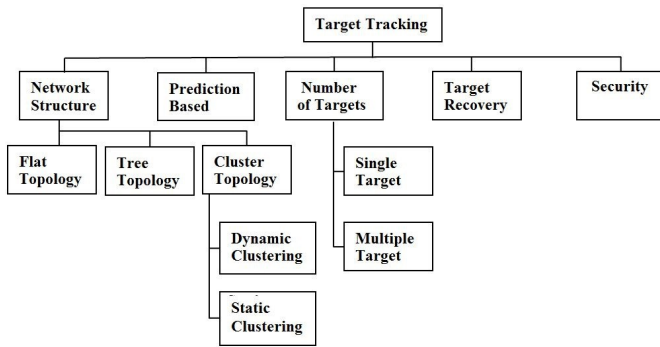 Target Tracking
Network
Structure
Prediction
Based
Number
of Targets
Target
Recovery
Security
Flat
Topology
Tree
Topology
Cluster
Topology
Single
Target
Dynamic
Clustering
Multiple
Target
Static
Clustering